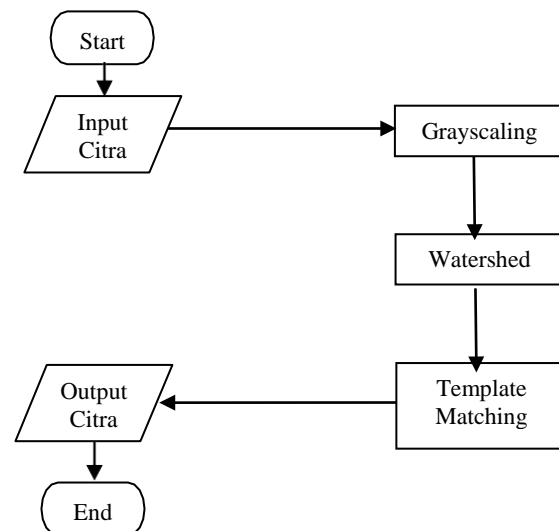 Start
Input
Citra
Grayscaling
Watershed
Template
Matching
Output
Citra
End